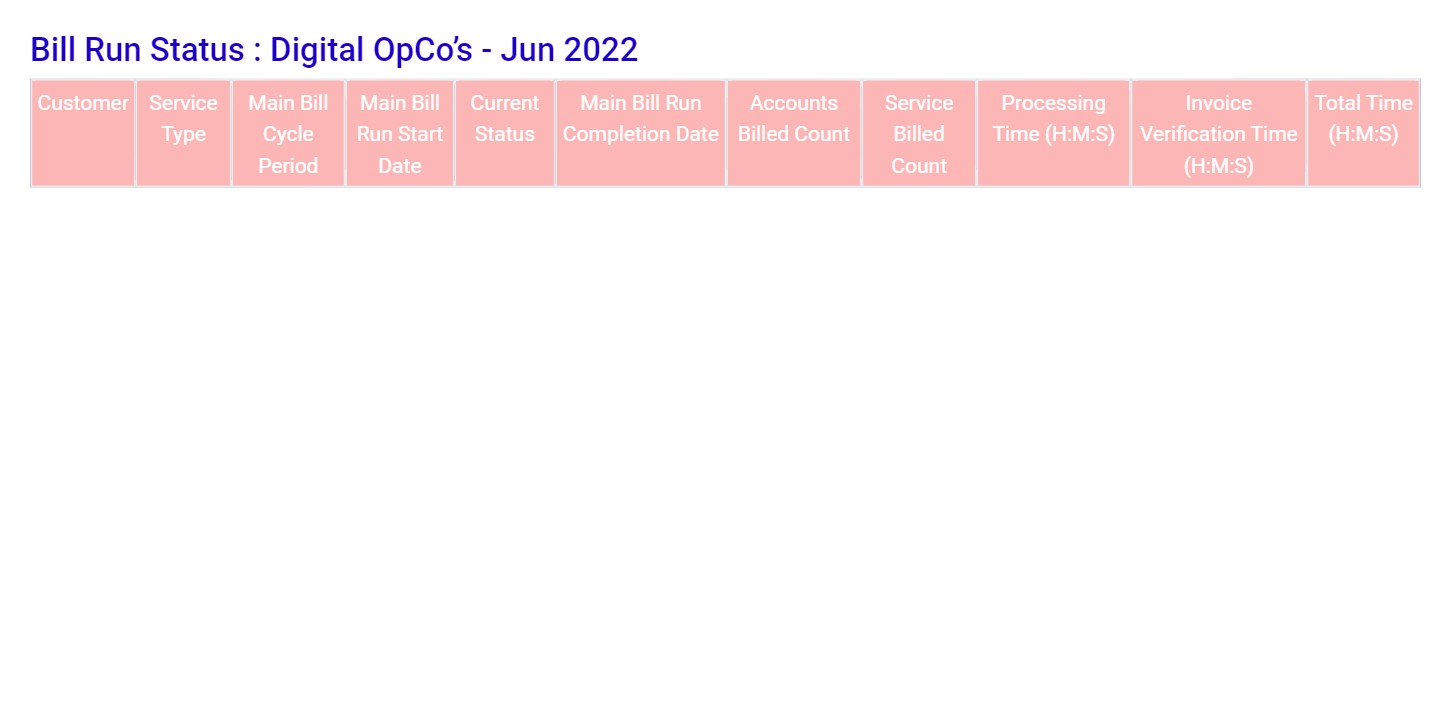 Bill Run Status : Digital OpCo’s - Jun 2022
Customer
Service
Type
Main Bill
Cycle
Period
Main Bill
Run Start
Date
Current
Status
Main Bill Run
Completion Date
Accounts
Billed Count
Service
Billed
Count
Processing
Time (H:M:S)
Invoice
Verification Time
(H:M:S)
Total Time
(H:M:S)